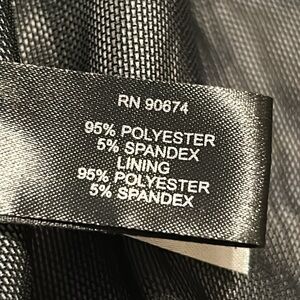 RN 90674
95% POLYESTER
5% SPANDEX
LINING
95% POLYESTER
5% SPANDEX